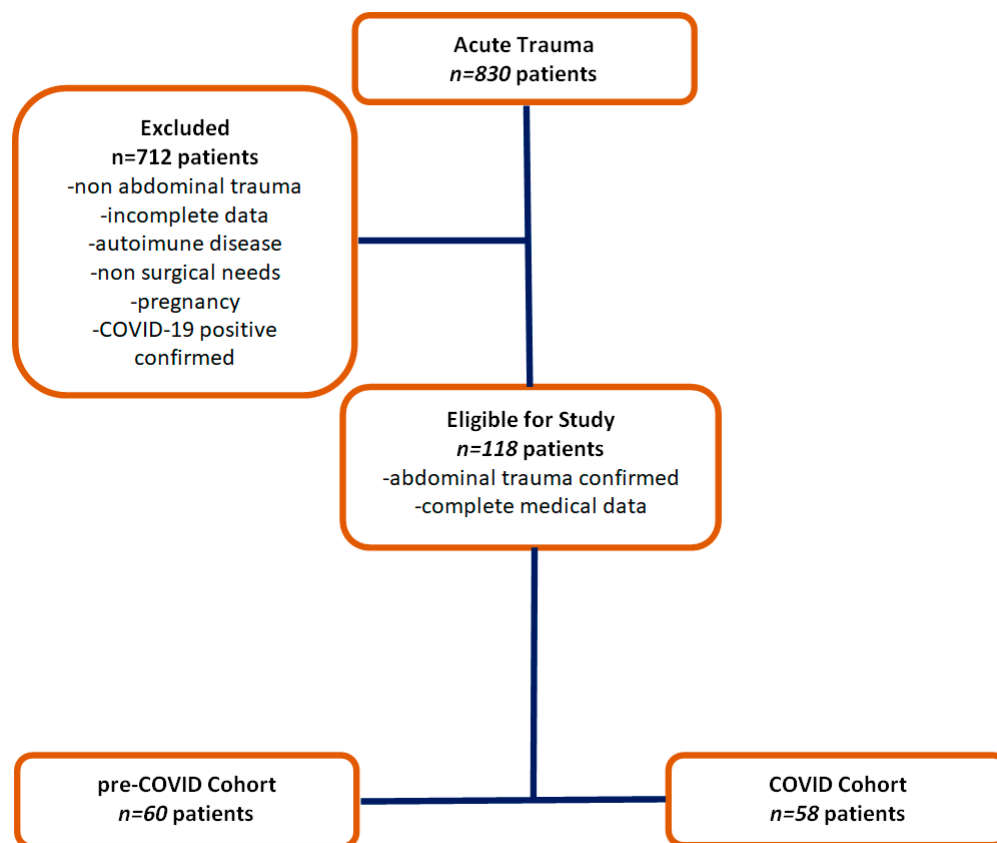 Acute Trauma
n=830 patients
Excluded
n=712 patients
-non abdominal trauma
-incomplete data
-autoimune disease
-non surgical needs
-pregnancy
-COVID-19 positive
confirmed
Eligible for Study
n=118 patients
-abdominal trauma confirmed
-complete medical data
pre-COVID Cohort
n=60 patients
COVID Cohort
n=58 patients